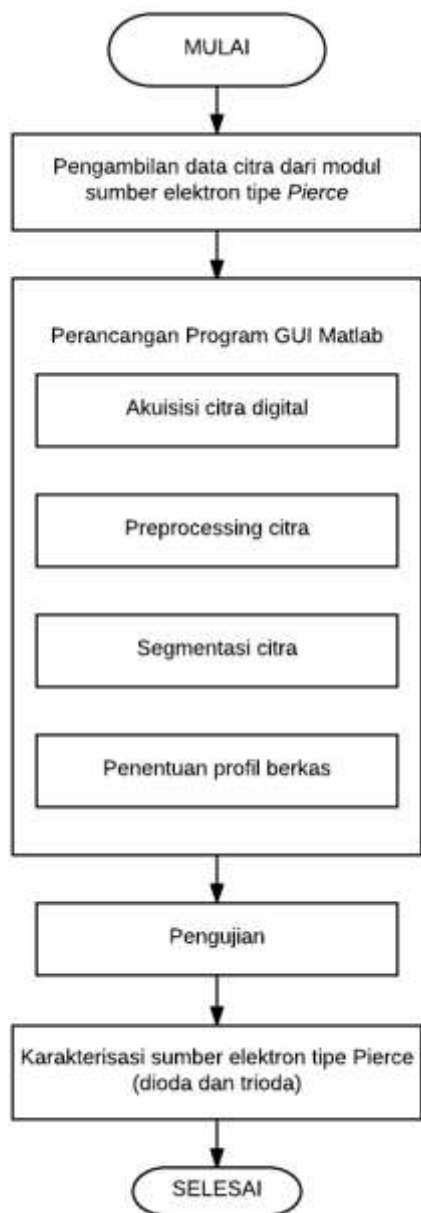 MULAI
Pengambilan data citra dari modul
sumber elektron tipe Pierce
Perancangan Program GUI Matlab
Akuisisi citra digital
Preprocessing citra
Segmentasi citra
Penentuan profil berkas
Pengujian
Karakterisasi sumber elektron tipe Pierce
(dioda dan trioda)
SELESAI